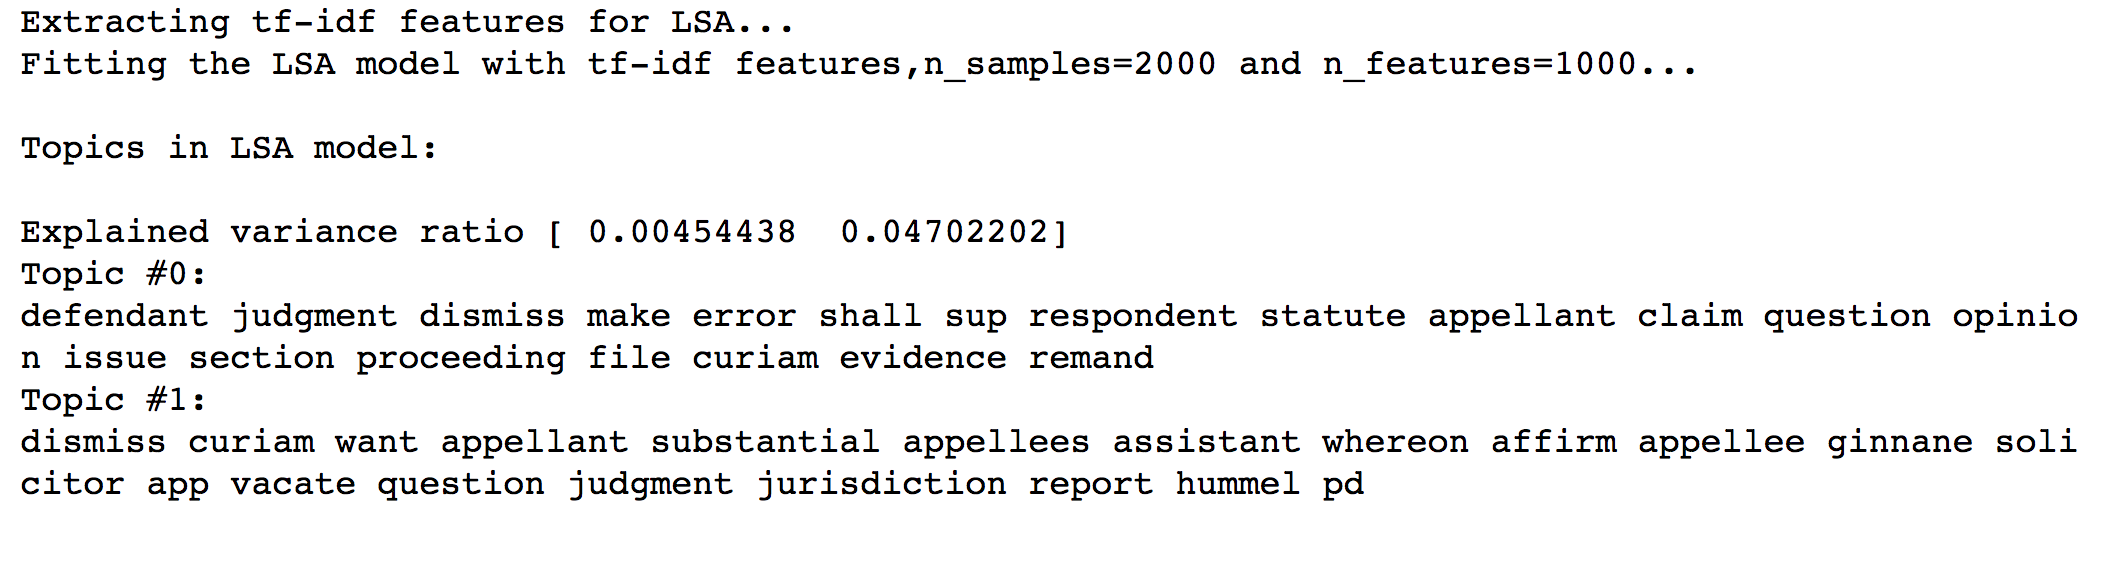 Extracting tf-idf features for LSA...
Fitting the LSA model with tf-idf features,n_samples=2000 and n_features=1000...
Topics in LSA model:
Explained variance ratio [ 0.00454438  0.04702202]
Topic #0:
defendant judgment dismiss make error shall sup respondent statute appellant claim question opinio
n issue section proceeding file curiam evidence remand
Topic #1:
dismiss curiam want appellant substantial appellees assistant whereon affirm appellee ginnane soli
citor app vacate question judgment jurisdiction report hummel pd